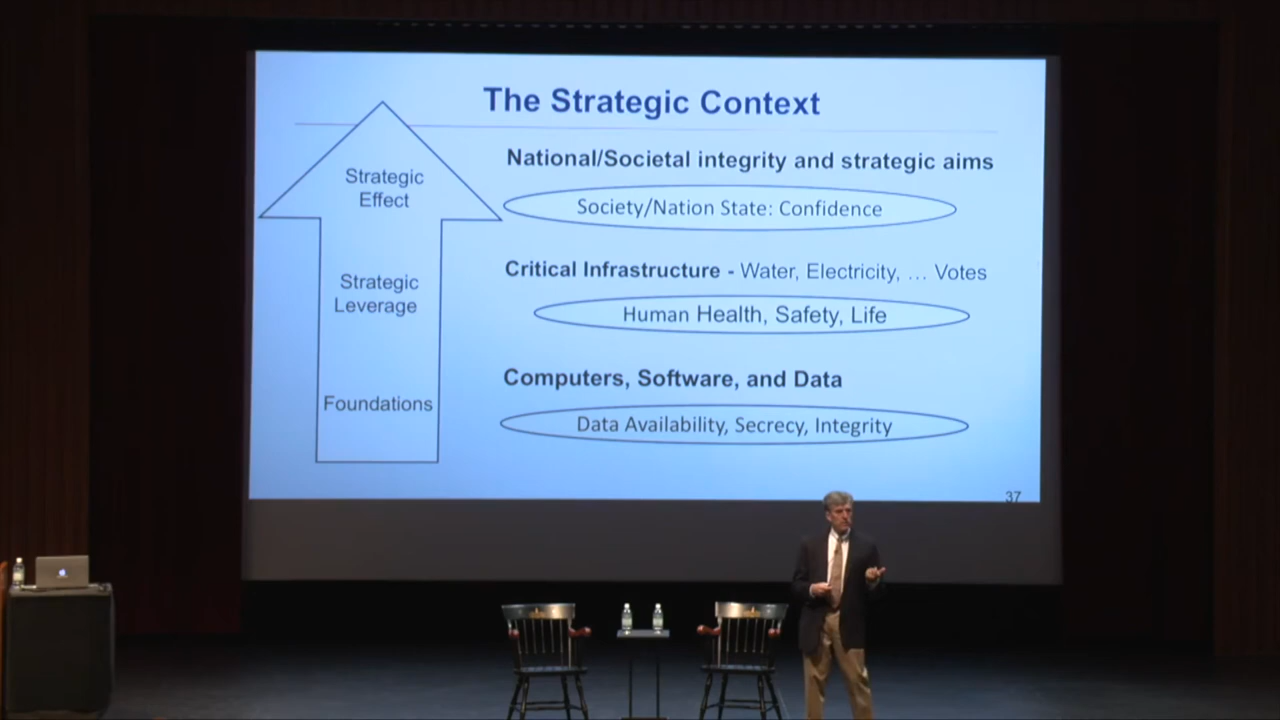 The Strategic Context
Strategic
Effect
Strategic
Leverage
Foundations
National/Societal integrity and strategic aims
Society/Nation State: Confidence
Critical Infrastructure - Water, Electricity, … Votes
Human Health, Safety, Life
Computers, Software, and Data
Data Availability, Secrecy, Integrity
37